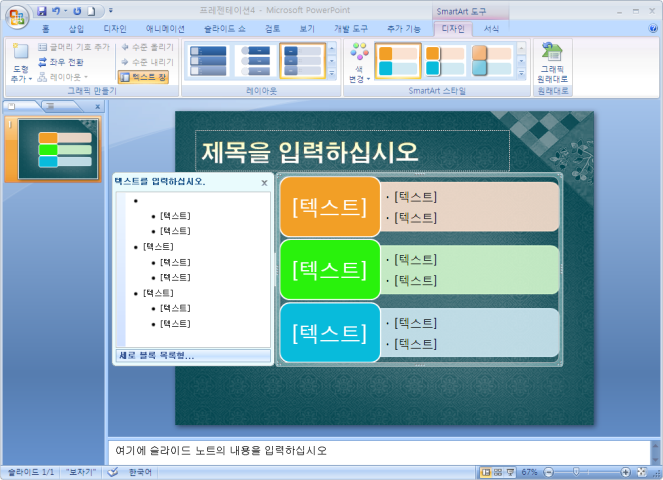 프레젠테이션4 - Microsoft PowerPoint
SmartArt 도구
홈 삽입 디자인 애니메이션 슬라이드 쇼 검토 보기 개발 도구 추가 기능 디자인 서식
도형 추가
글머리 기호 추가
좌우 전환
레이아웃
수준 올리기
수준 내리기
텍스트 창
그래픽 만들기
레이아웃
색 변경
SmartArt 스타일
그래픽 원래대로
원래대로
1
제목을 입력하십시오
텍스트를 입력하십시오.
[텍스트]
[텍스트]
[텍스트]
[텍스트]
[텍스트]
[텍스트]
[텍스트]
[텍스트]
세로 블록 목록형...
[텍스트]
· [텍스트]
· [텍스트]
[텍스트]
· [텍스트]
· [텍스트]
[텍스트]
· [텍스트]
· [텍스트]
여기에 슬라이드 노트의 내용을 입력하십시오
슬라이드 1/1 "보자기" 한국어 67%